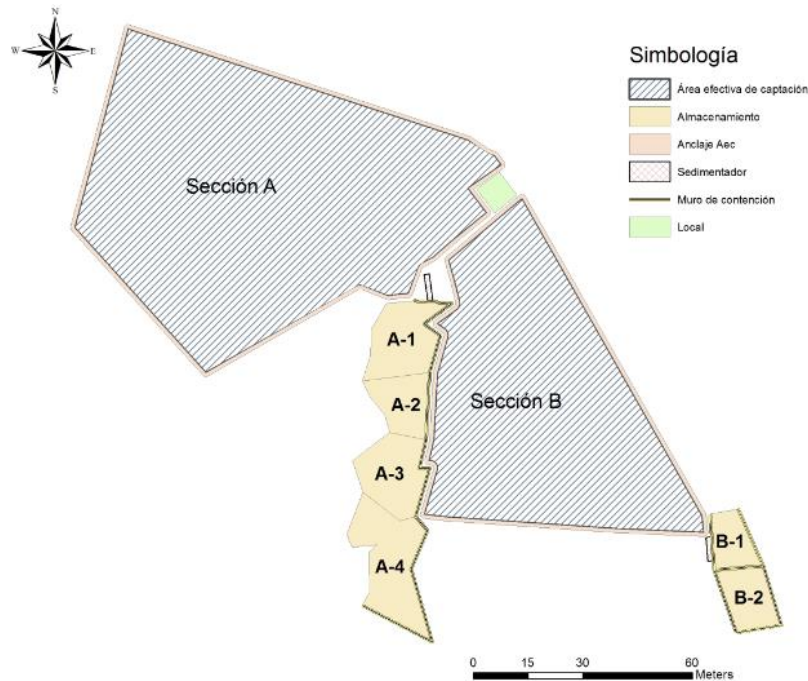 N
W E
S
Simbología
Área efectiva de captación
Almacenamiento
Anclaje Aec
Sedimentador
Muro de contención
Local
Sección A
A-1
A-2
Sección B
A-3
A-4
B-1
B-2
0 15 30 60
Meters